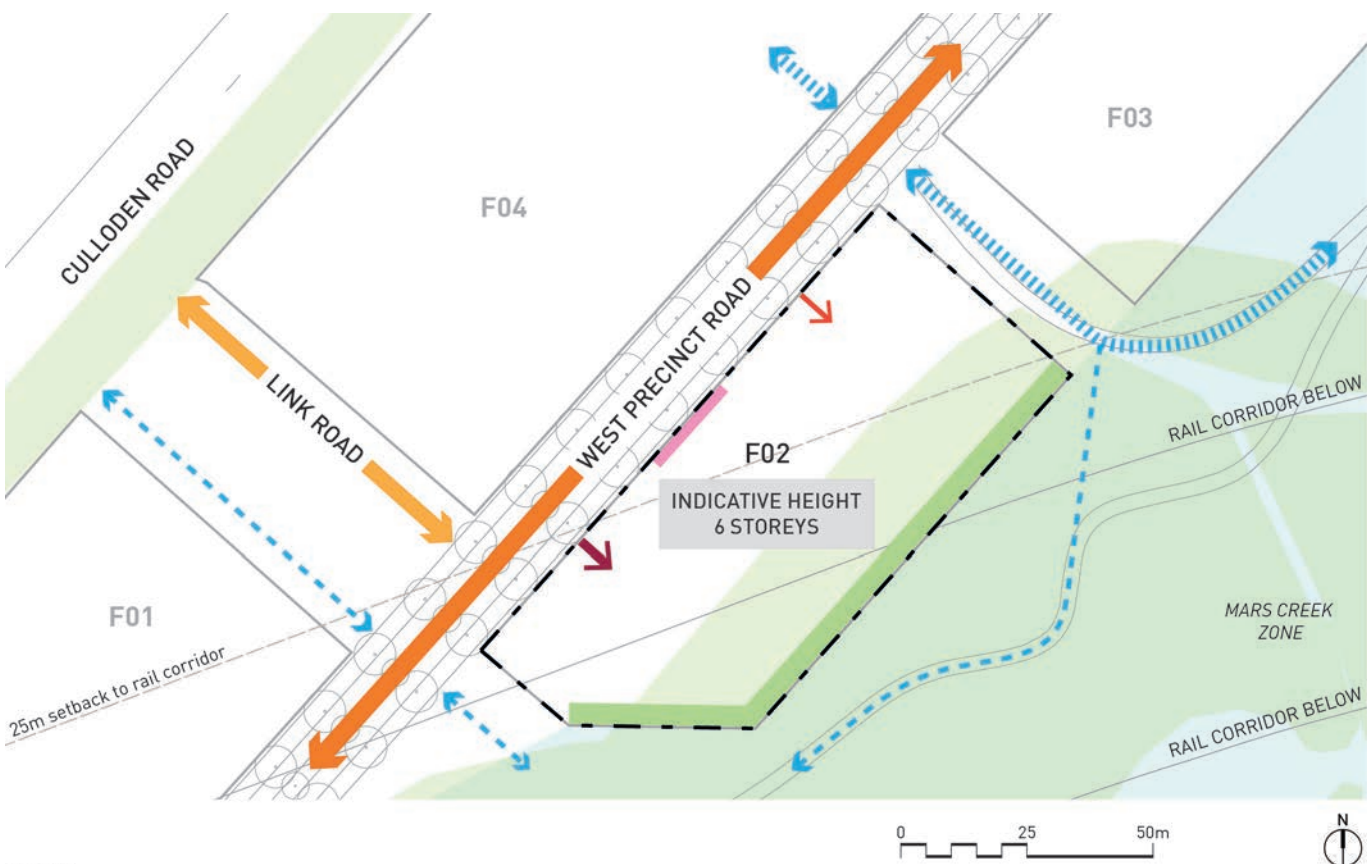 CULLODEN ROAD
F04
F03
LINK ROAD
WEST PRECINCT ROAD
F02
INDICATIVE HEIGHT
6 STOREYS
RAIL CORRIDOR BELOW
F01
MARS CREEK
ZONE
25m setback to rail corridor
RAIL CORRIDOR BELOW
0 25 50m
N